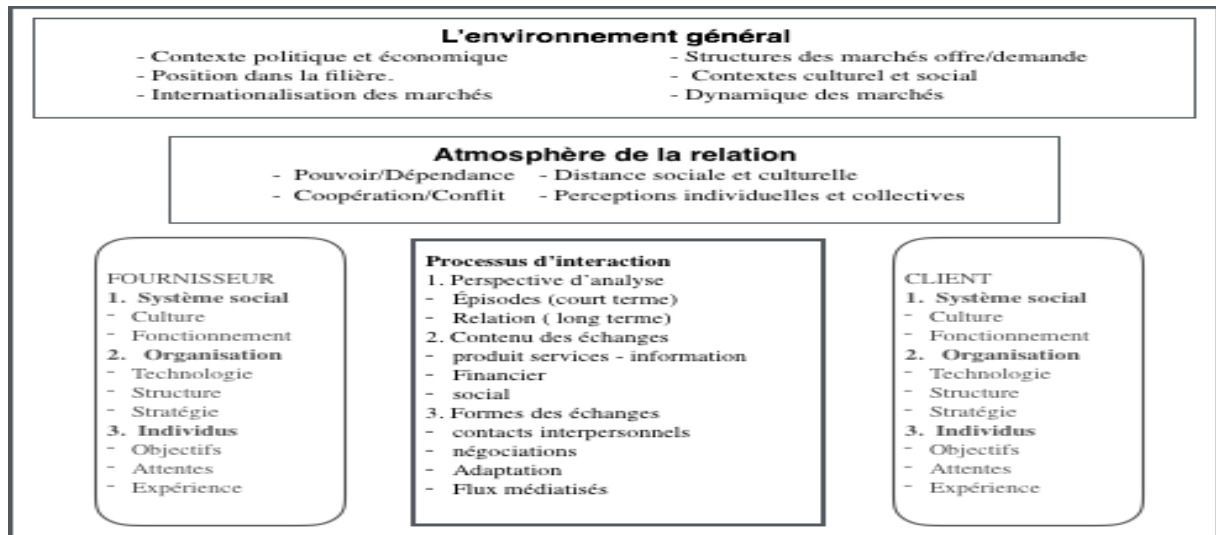 L'environnement général
- Contexte politique et économique - Structures des marchés offre/demande
- Position dans la filière. - Contextes culturel et social
- Internationalisation des marchés - Dynamique des marchés
Atmosphère de la relation
- Pouvoir/Dépendance - Distance sociale et culturelle
- Coopération/Conflit - Perceptions individuelles et collectives
FOURNISSEUR
1. Système social
- Culture
- Fonctionnement
2. Organisation
- Technologie
- Structure
- Stratégie
3. Individus
- Objectifs
- Attentes
- Expérience
Processus d'interaction
1. Perspective d'analyse
- Épisodes (court terme)
- Relation ( long terme)
2. Contenu des échanges
- produit services - information
- Financier
- social
3. Formes des échanges
- contacts interpersonnels
- négociations
- Adaptation
- Flux médiatisés
CLIENT
1. Système social
- Culture
- Fonctionnement
2. Organisation
- Technologie
- Structure
- Stratégie
3. Individus
- Objectifs
- Attentes
- Expérience